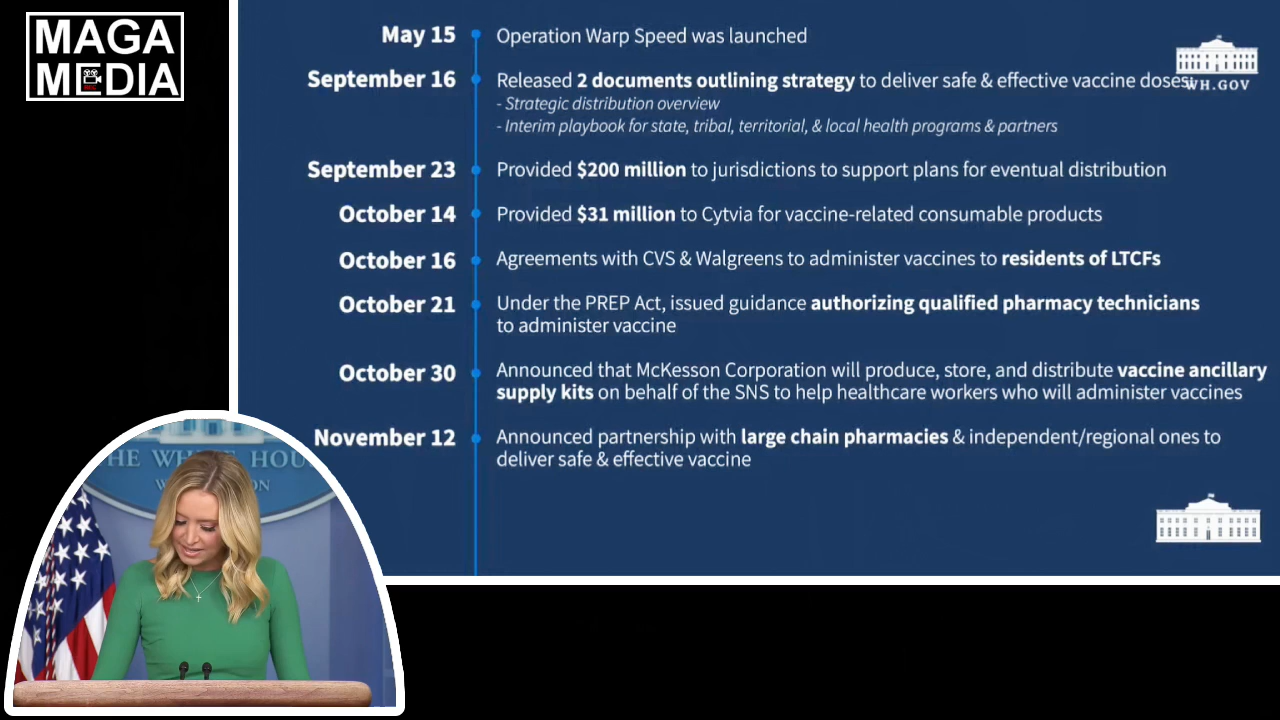 MAGA
MEDIA
May 15
Operation Warp Speed was launched
September 16
Released 2 documents outlining strategy to deliver safe & effective vaccine doses:
- Strategic distribution overview
- Interim playbook for state, tribal, territorial, & local health programs & partners
September 23
Provided $200 million to jurisdictions to support plans for eventual distribution
October 14
Provided $31 million to Cytvia for vaccine-related consumable products
October 16
Agreements with CVS & Walgreens to administer vaccines to residents of LTCFs
October 21
Under the PREP Act, issued guidance authorizing qualified pharmacy technicians
to administer vaccine
October 30
Announced that McKesson Corporation will produce, store, and distribute vaccine ancillary
supply kits on behalf of the SNS to help healthcare workers who will administer vaccines
November 12
Announced partnership with large chain pharmacies & independent/regional ones to
deliver safe & effective vaccine
WH.GOV
HE WH HOU
W ON